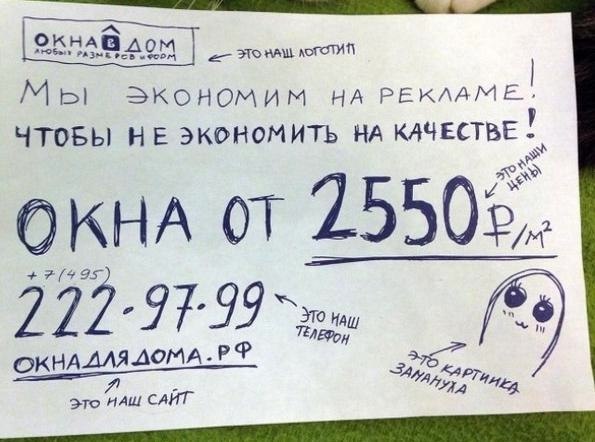 ОКНА В ДОМ
ЛЮБЫХ РАЗМЕРОВ И ФОРМ
ЭТО НАШ ЛОГОТИП
Мы ЭКОНОМИМ НА РЕКЛАМЕ!
ЧТОБЫ НЕ ЭКОНОМИТЬ НА КАЧЕСТВЕ!
ЭТО НАШИ
ЦЕНЫ
ОКНА ОТ 2550 ₽/м²
+7(495)
222-97-99
ЭТО НАШ
ТЕЛЕФОН
ОКНАДЛЯДОМА.РФ
ЭТО НАШ САЙТ
ЭТО КАРТИНКА
ЗАМАНУХА